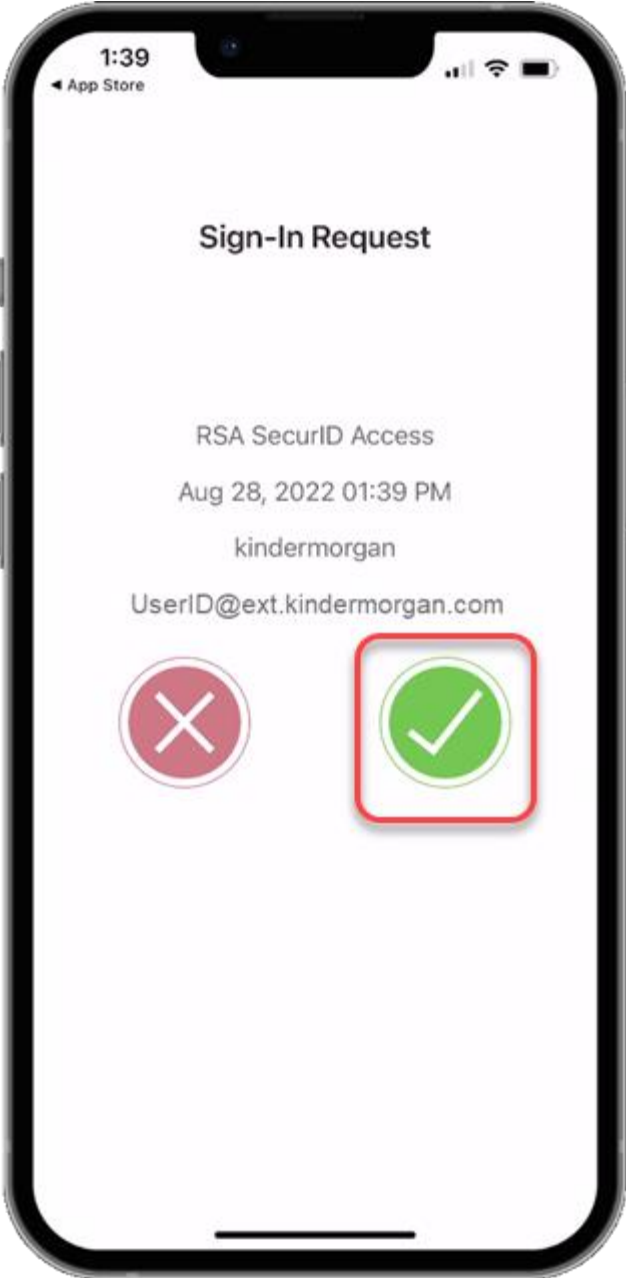 1:39
◀ App Store
Sign-In Request
RSA SecurID Access
Aug 28, 2022 01:39 PM
kindermorgan
UserID@ext.kindermorgan.com